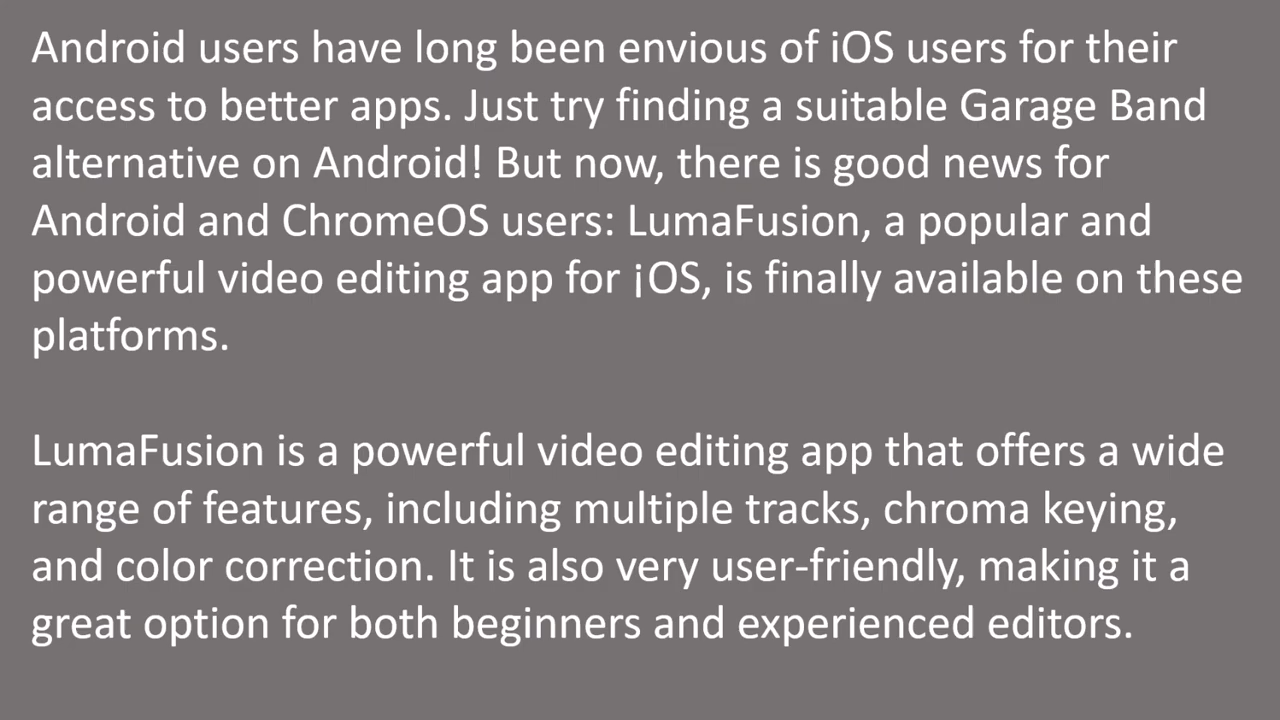 Android users have long been envious of iOS users for their
access to better apps. Just try finding a suitable Garage Band
alternative on Android! But now, there is good news for
Android and ChromeOS users: LumaFusion, a popular and
powerful video editing app for ¡OS, is finally available on these
platforms.
LumaFusion is a powerful video editing app that offers a wide
range of features, including multiple tracks, chroma keying,
and color correction. It is also very user-friendly, making it a
great option for both beginners and experienced editors.